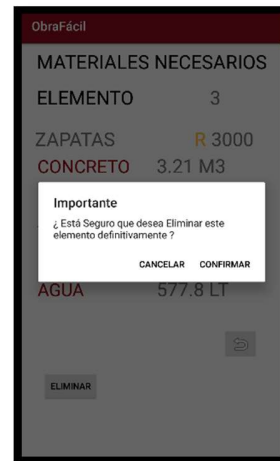 ObraFácil
MATERIALES NECESARIOS
ELEMENTO 3
ZAPATAS R 3000
CONCRETO 3.21 M3
Importante
¿ Está Seguro que desea Eliminar este
elemento definitivamente ?
CANCELAR CONFIRMAR
AGUA 577.8 LT
ELIMINAR